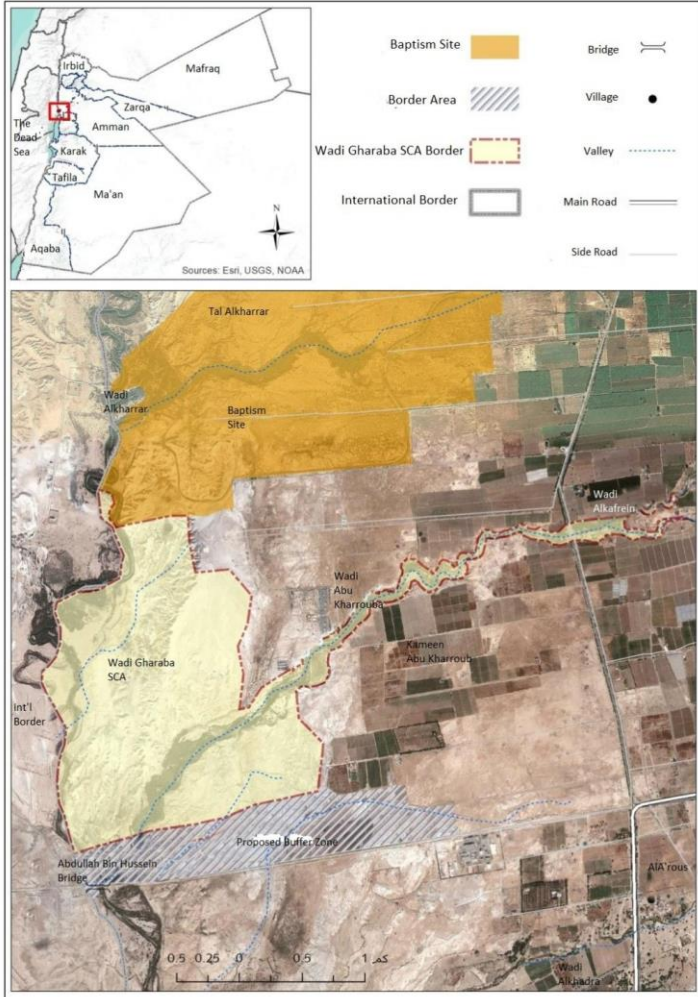 Irbid
Mafraq
Zarqa
Amman
The
Dead
Sea
Karak
Tafila
Ma'an
Aqaba
N
Sources: Esri, USGS, NOAA
Baptism Site
Border Area
Wadi Gharaba SCA Border
International Border
Bridge
Village
Valley
Main Road
Side Road
Tal Alkharrar
Wadi
Alkharrar
Baptism
Site
Wadi
Alkafrein
Wadi
Abu
Kharrouba
Kameen
Abu Kharroub
Wadi Gharaba
SCA
Int'l
Border
Proposed Buffer Zone
Abdullah Bin Hussein
Bridge
AlA'rous
0.5 0.25 0 0.5 1 كم
Wadi
Alkhadra